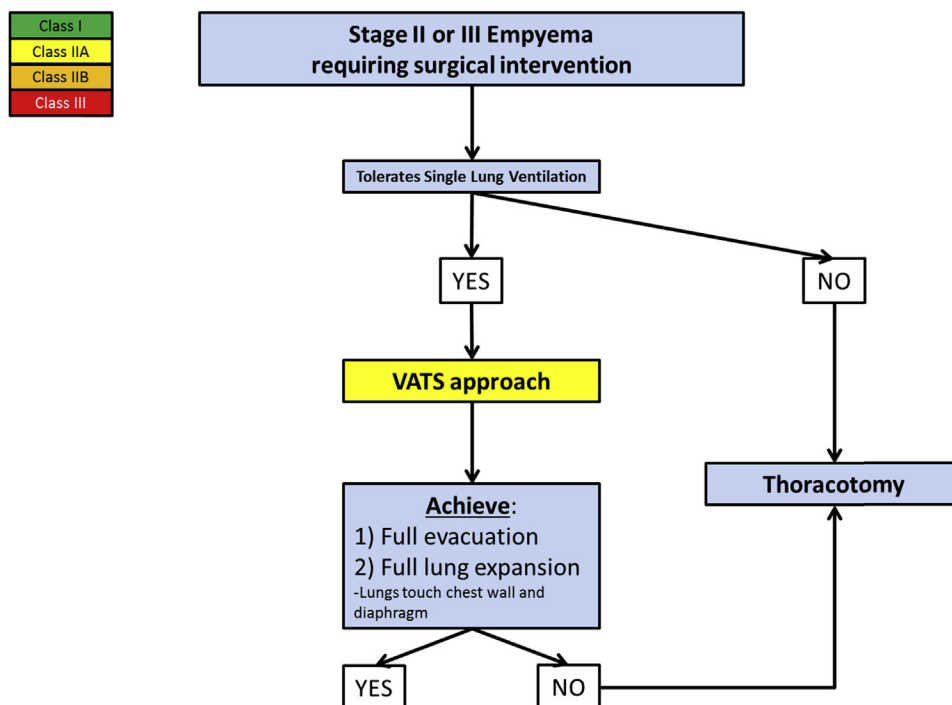 Class I
Class IIA
Class IIB
Class III
Stage II or III Empyema
requiring surgical intervention
Tolerates Single Lung Ventilation
YES
NO
VATS approach
Thoracotomy
Achieve:
1) Full evacuation
2) Full lung expansion
-Lungs touch chest wall and
diaphragm
YES
NO